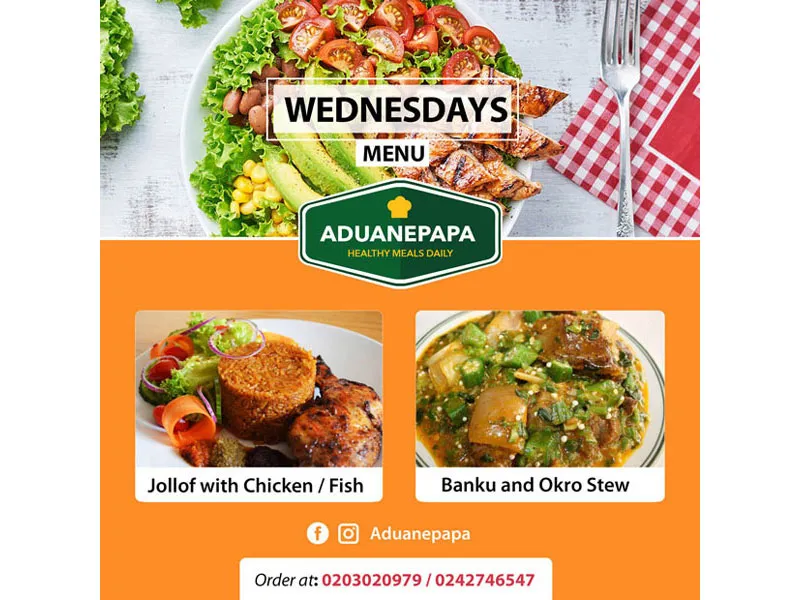 WEDNESDAYS
MENU
ADUANEPAPA
HEALTHY MEALS DAILY
Jollof with Chicken / Fish
Banku and Okro Stew
Aduanepapa
Order at: 0203020979 / 0242746547